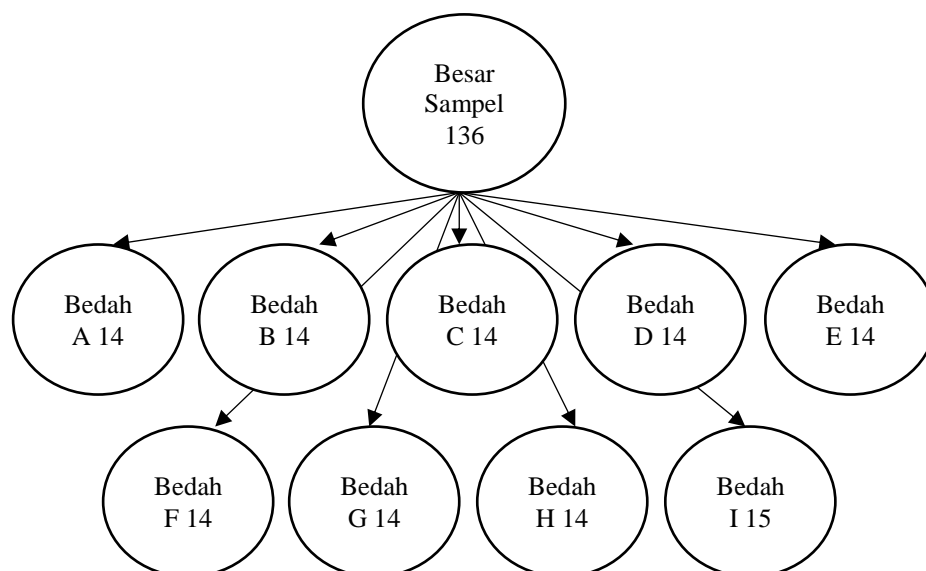 Besar
Sampel
136
Bedah
A 14
Bedah
B 14
Bedah
C 14
Bedah
D 14
Bedah
E 14
Bedah
F 14
Bedah
G 14
Bedah
H 14
Bedah
I 15